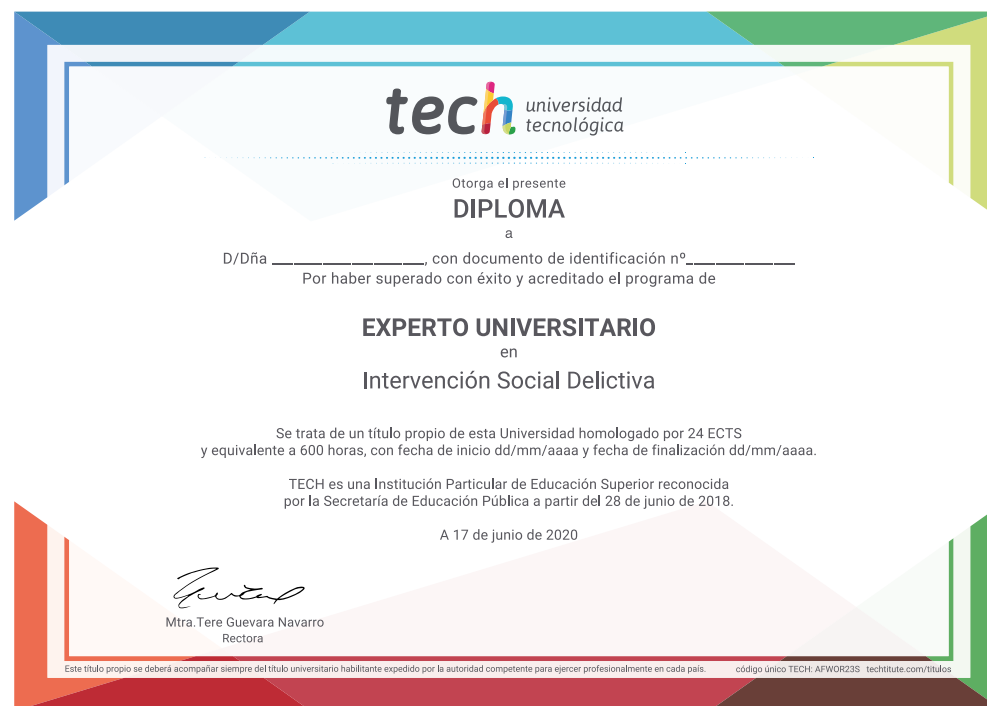 tech universidad
tecnológica
Otorga el presente
DIPLOMA
a
D/Dña ____________________, con documento de identificación nº______________
Por haber superado con éxito y acreditado el programa de
EXPERTO UNIVERSITARIO
en
Intervención Social Delictiva
Se trata de un título propio de esta Universidad homologado por 24 ECTS
y equivalente a 600 horas, con fecha de inicio dd/mm/aaaa y fecha de finalización dd/mm/aaaa.
TECH es una Institución Particular de Educación Superior reconocida
por la Secretaría de Educación Pública a partir del 28 de junio de 2018.
A 17 de junio de 2020
Mtra.Tere Guevara Navarro
Rectora
Este título propio se deberá acompañar siempre del título universitario habilitante expedido por la autoridad competente para ejercer profesionalmente en cada país. código único TECH: AFWOR23S techtitute.com/titulos